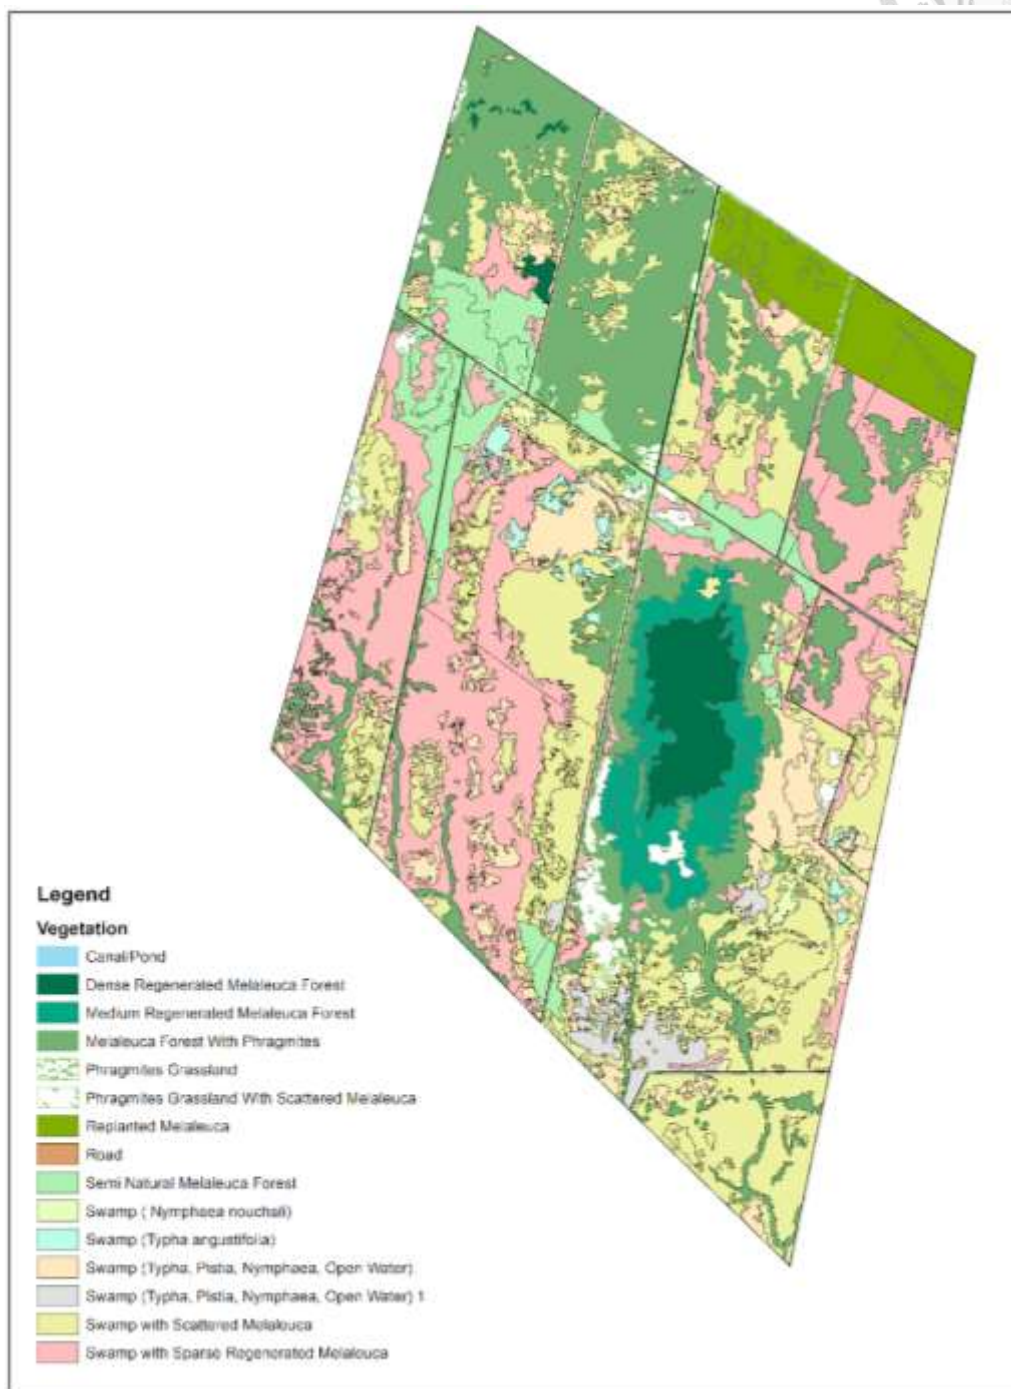 Legend
Vegetation
Canal/Pond
Dense Regenerated Melaleuca Forest
Medium Regenerated Melaleuca Forest
Melaleuca Forest With Phragmites
Phragmites Grassland
Phragmites Grassland With Scattered Melaleuca
Replanted Melaleuca
Road
Semi Natural Melaleuca Forest
Swamp ( Nymphaea nouchali)
Swamp (Typha angustifolia)
Swamp (Typha, Pistia, Nymphaea, Open Water)
Swamp (Typha, Pistia, Nymphaea, Open Water) 1
Swamp with Scattered Melaleuca
Swamp with Sparse Regenerated Melaleuca